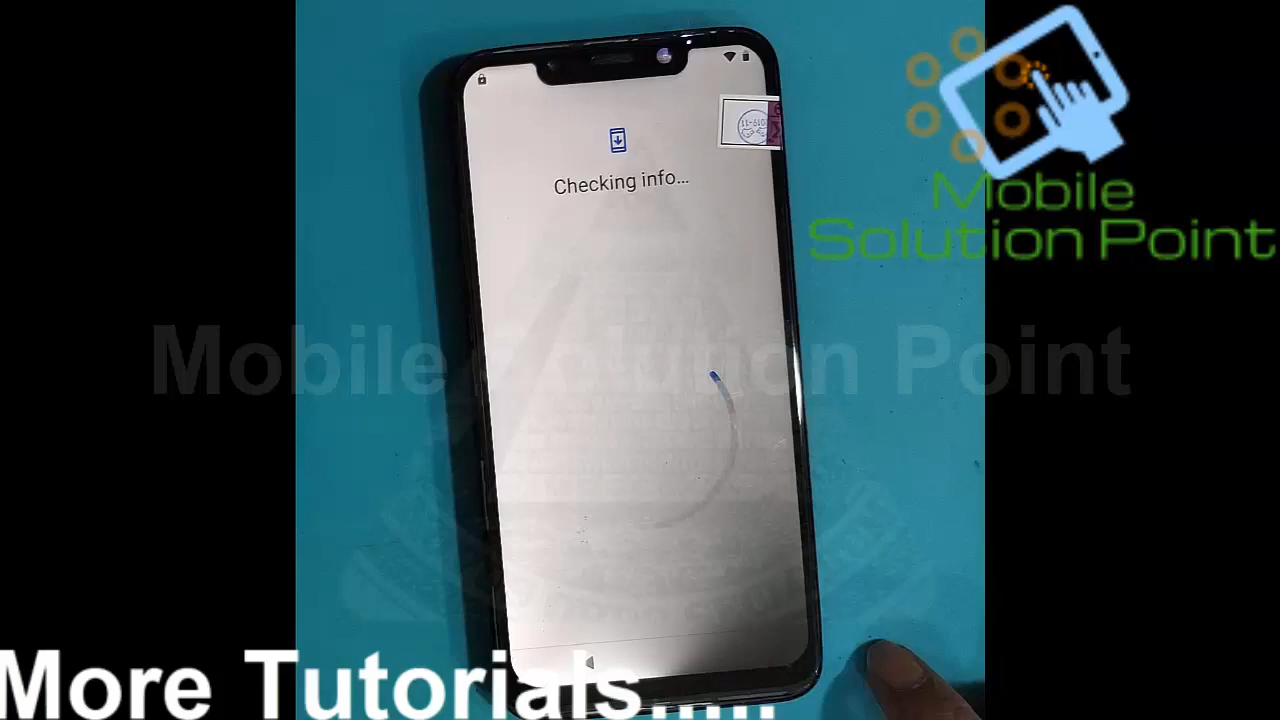 Checking info...
Mobile
Solution Point
Mobile Solution Point
More Tutorials.....